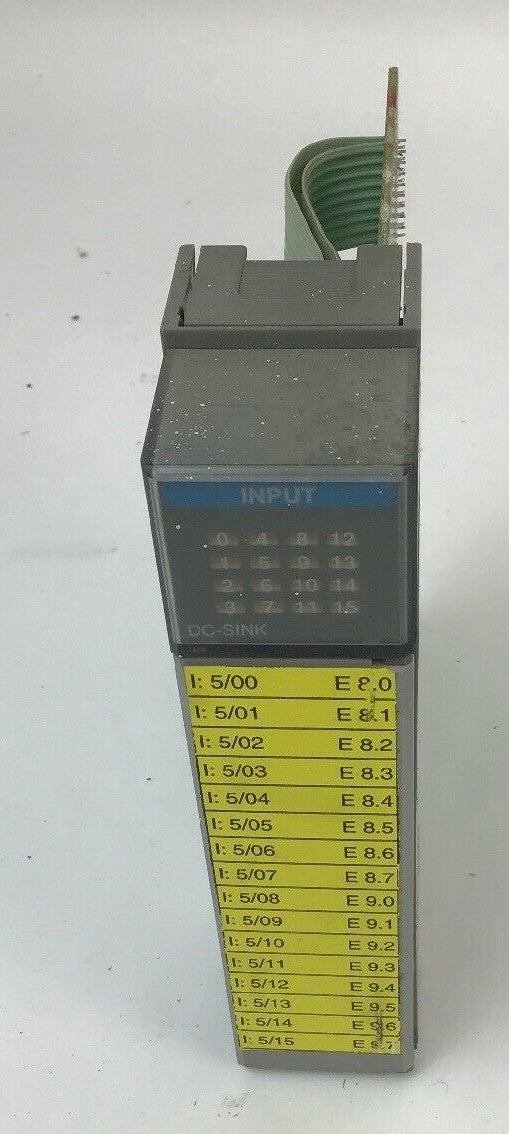 INPUT
0 4 8 12
1 5 9 13
2 6 10 14
3 7 11 15
DC-SINK
I: 5/00 E 8.0
I: 5/01 E 8.1
I: 5/02 E 8.2
I: 5/03 E 8.3
I: 5/04 E 8.4
I: 5/05 E 8.5
I: 5/06 E 8.6
I: 5/07 E 8.7
I: 5/08 E 9.0
I: 5/09 E 9.1
I: 5/10 E 9.2
I: 5/11 E 9.3
I: 5/12 E 9.4
I: 5/13 E 9.5
I: 5/14 E 9.6
I: 5/15 E 9.7